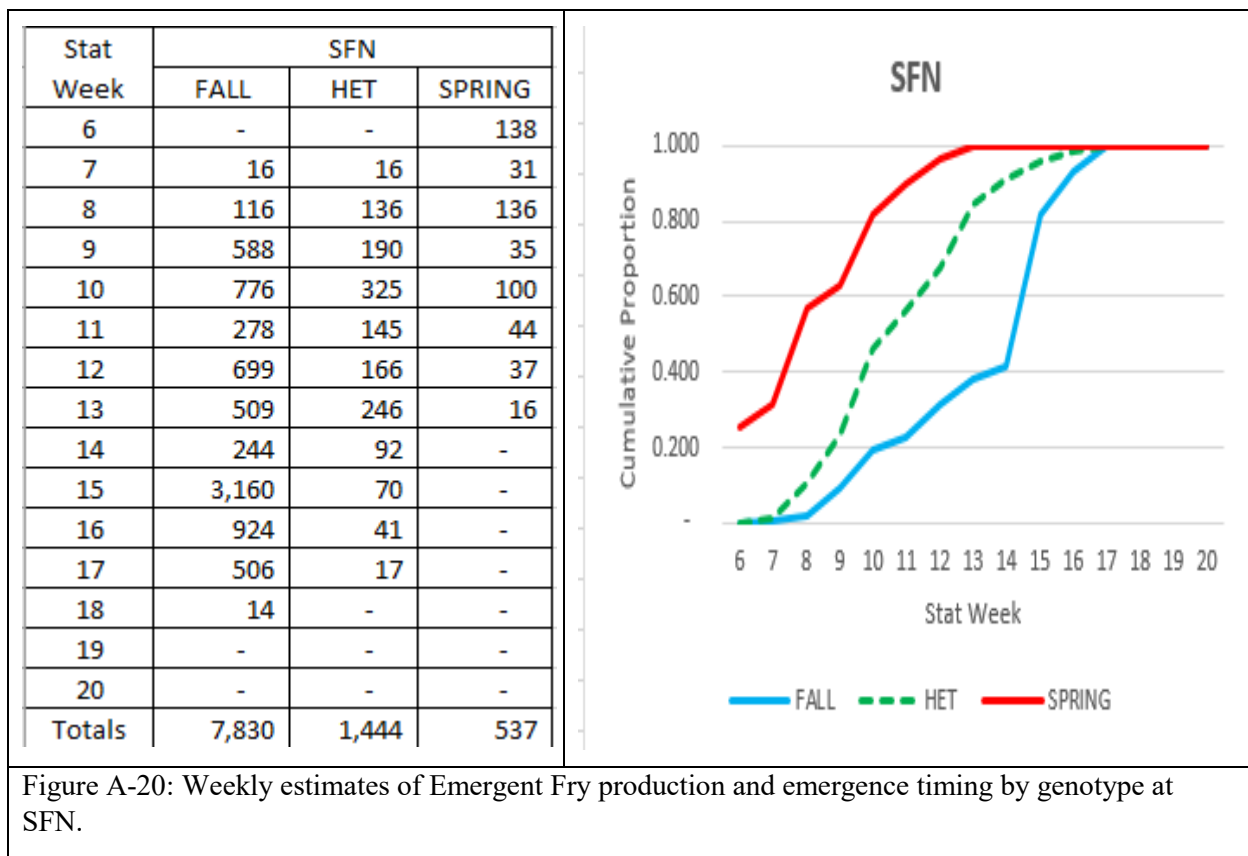 Stat SFN
Week FALL HET SPRING
6 - - 138
7 16 16 31
8 116 136 136
9 588 190 35
10 776 325 100
11 278 145 44
12 699 166 37
13 509 246 16
14 244 92 -
15 3,160 70 -
16 924 41 -
17 506 17 -
18 14 - -
19 - - -
20 - - -
Totals 7,830 1,444 537
SFN
Cumulative Proportion
1.000
0.800
0.600
0.400
0.200
-
6 7 8 9 10 11 12 13 14 15 16 17 18 19 20
Stat Week
FALL HET SPRING
Figure A-20: Weekly estimates of Emergent Fry production and emergence timing by genotype at
SFN.